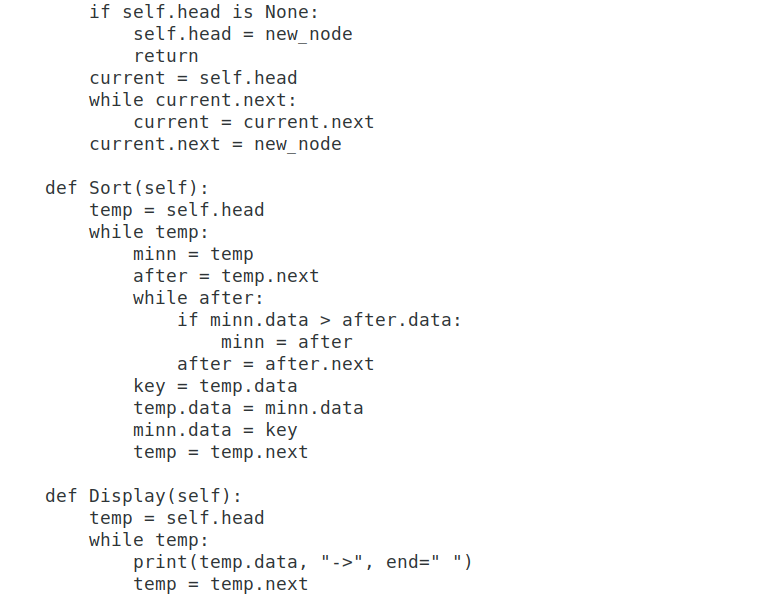 if self.head is None:
            self.head = new_node
            return
        current = self.head
        while current.next:
            current = current.next
        current.next = new_node

    def Sort(self):
        temp = self.head
        while temp:
            minn = temp
            after = temp.next
            while after:
                if minn.data > after.data:
                    minn = after
                after = after.next
            key = temp.data
            temp.data = minn.data
            minn.data = key
            temp = temp.next

    def Display(self):
        temp = self.head
        while temp:
            print(temp.data, "->", end=" ")
            temp = temp.next